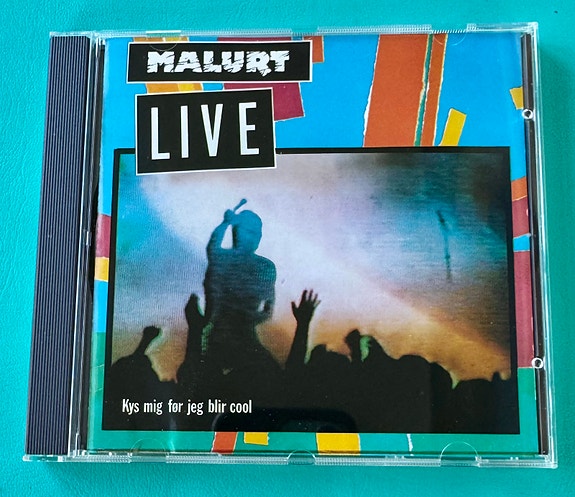 MALURT
LIVE
Kys mig før jeg blir cool